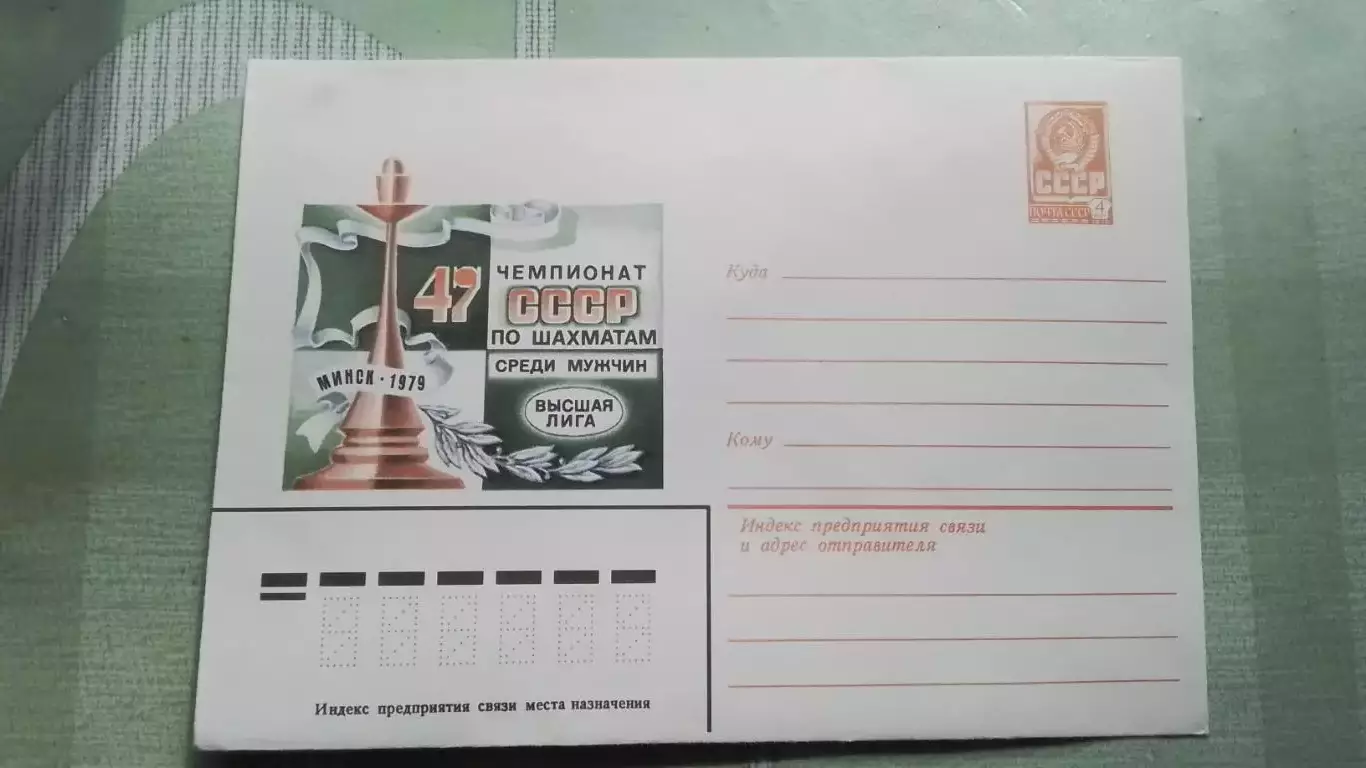 СССР
ПОЧТА СССР 4
47
ЧЕМПИОНАТ
СССР
ПО ШАХМАТАМ
СРЕДИ МУЖЧИН
МИНСК · 1979
ВЫСШАЯ
ЛИГА
Куда
Кому
Индекс предприятия связи
и адрес отправителя
Индекс предприятия связи места назначения